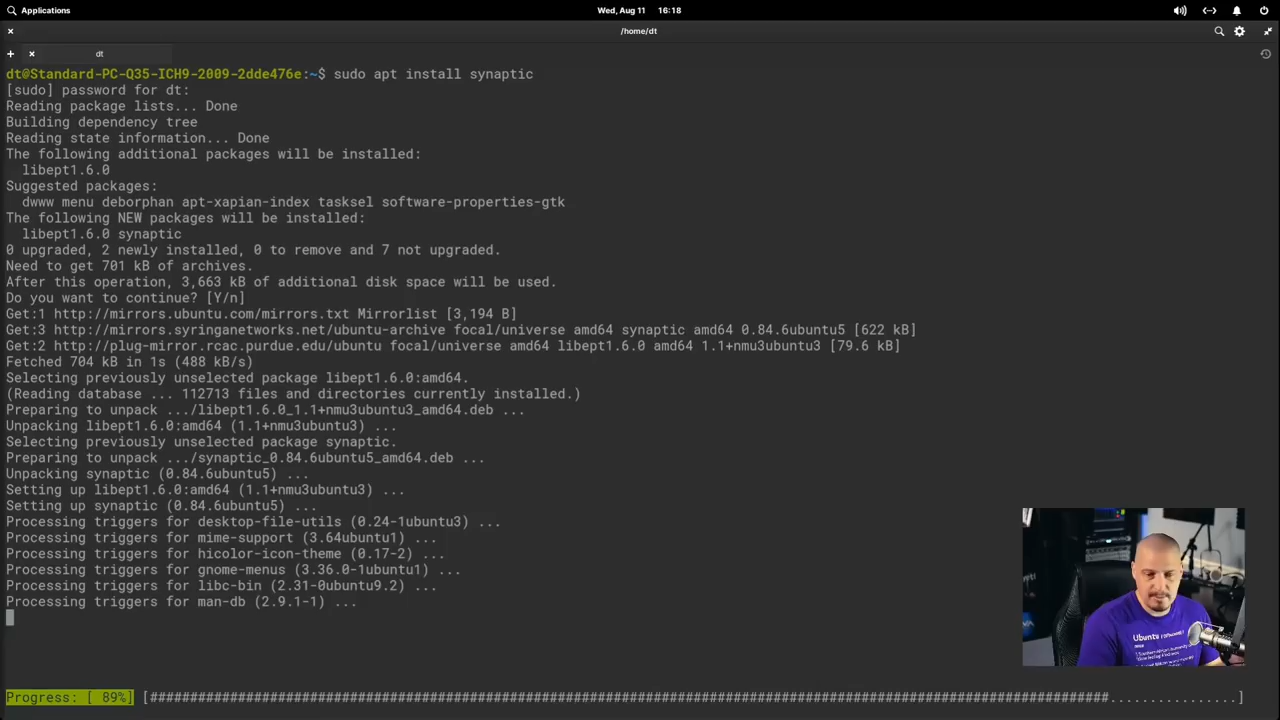 Applications
Wed, Aug 11 16:18
/home/dt
dt
dt@Standard-PC-Q35-ICH9-2009-2dde476e:~$ sudo apt install synaptic
[sudo] password for dt:
Reading package lists... Done
Building dependency tree
Reading state information... Done
The following additional packages will be installed:
libept1.6.0
Suggested packages:
dwww menu deborphan apt-xapian-index tasksel software-properties-gtk
The following NEW packages will be installed:
libept1.6.0 synaptic
0 upgraded, 2 newly installed, 0 to remove and 7 not upgraded.
Need to get 701 kB of archives.
After this operation, 3,663 kB of additional disk space will be used.
Do you want to continue? [Y/n]
Get:1 http://mirrors.ubuntu.com/mirrors.txt Mirrorlist [3,194 B]
Get:3 http://mirrors.syringanetworks.net/ubuntu-archive focal/universe amd64 synaptic amd64 0.84.6ubuntu5 [622 kB]
Get:2 http://plug-mirror.rcac.purdue.edu/ubuntu focal/universe amd64 libept1.6.0 amd64 1.1+nmu3ubuntu3 [79.6 kB]
Fetched 704 kB in 1s (488 kB/s)
Selecting previously unselected package libept1.6.0:amd64.
(Reading database ... 112713 files and directories currently installed.)
Preparing to unpack .../libept1.6.0_1.1+nmu3ubuntu3_amd64.deb ...
Unpacking libept1.6.0:amd64 (1.1+nmu3ubuntu3) ...
Selecting previously unselected package synaptic.
Preparing to unpack .../synaptic_0.84.6ubuntu5_amd64.deb ...
Unpacking synaptic (0.84.6ubuntu5) ...
Setting up libept1.6.0:amd64 (1.1+nmu3ubuntu3) ...
Setting up synaptic (0.84.6ubuntu5) ...
Processing triggers for desktop-file-utils (0.24-1ubuntu3) ...
Processing triggers for mime-support (3.64ubuntu1) ...
Processing triggers for hicolor-icon-theme (0.17-2) ...
Processing triggers for gnome-menus (3.36.0-1ubuntu1) ...
Processing triggers for libc-bin (2.31-0ubuntu9.2) ...
Processing triggers for man-db (2.9.1-1) ...
Ubuntu
Progress: [ 89%]